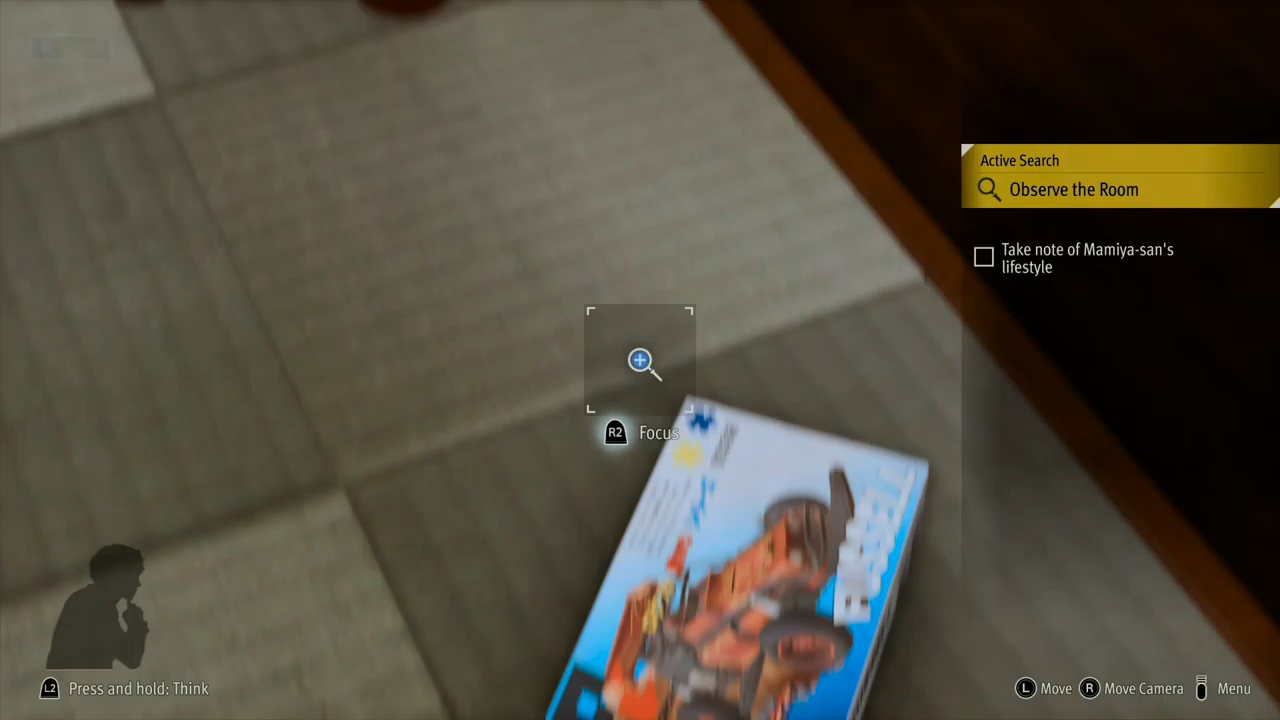 Active Search
Observe the Room
Take note of Mamiya-san's
lifestyle
R2 Focus
L2 Press and hold: Think
L Move R Move Camera Menu